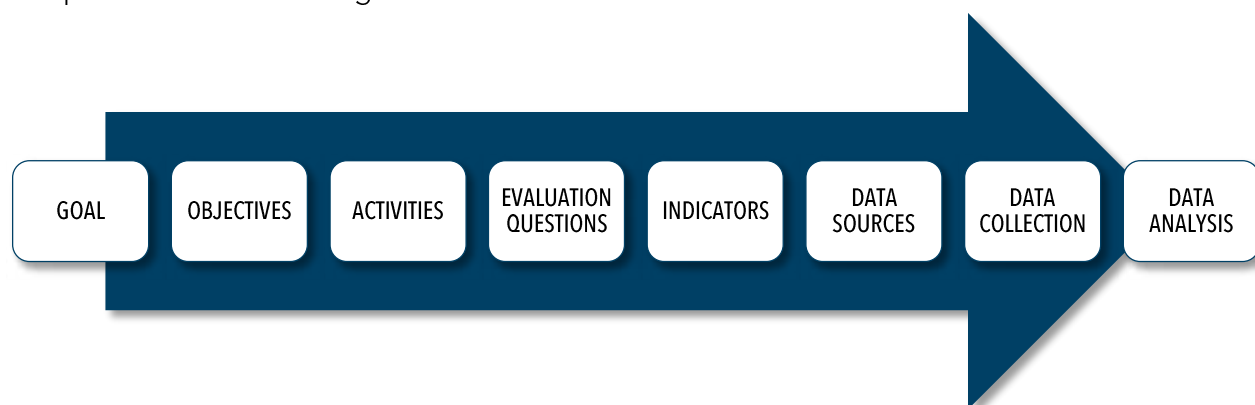 GOAL
OBJECTIVES
ACTIVITIES
EVALUATION
QUESTIONS
INDICATORS
DATA
SOURCES
DATA
COLLECTION
DATA
ANALYSIS